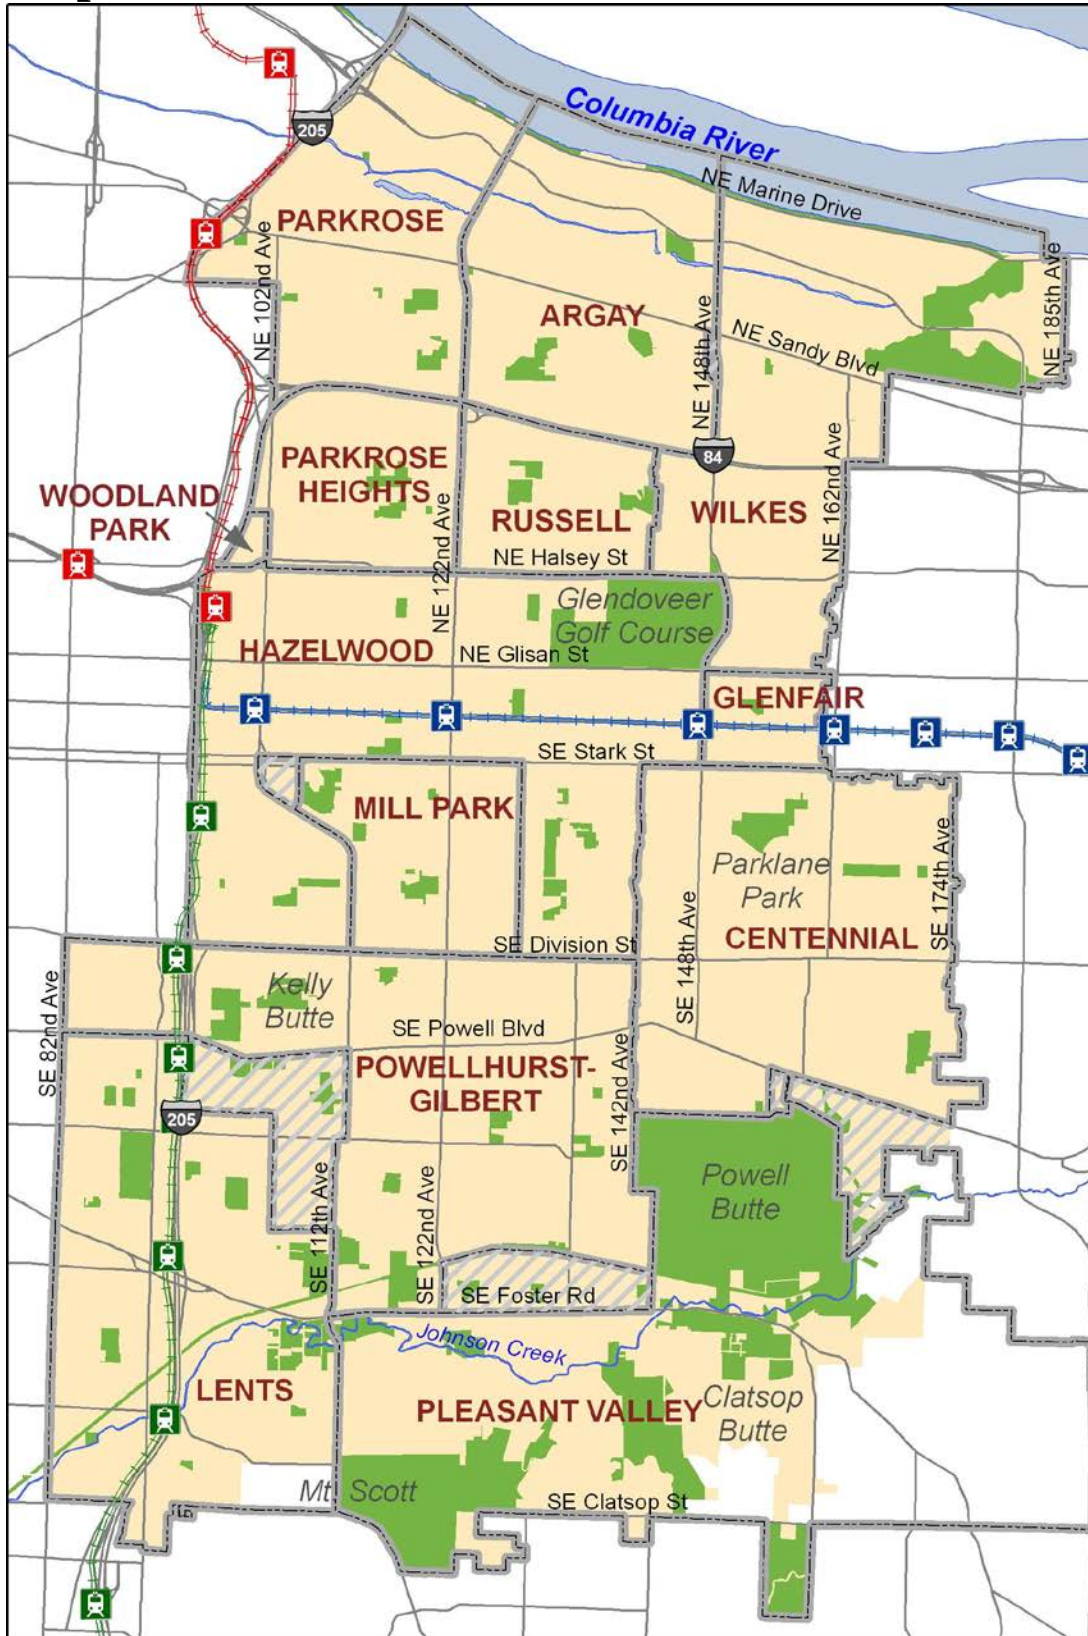 Columbia River
205
NE Marine Drive
PARKROSE
NE 102nd Ave
ARGAY
NE 148th Ave
NE Sandy Blvd
NE 185th Ave
PARKROSE
HEIGHTS
84
WOODLAND
PARK
NE 122nd Ave
RUSSELL
WILKES
NE 162nd Ave
NE Halsey St
Glendoveer
Golf Course
HAZELWOOD
NE Glisan St
GLENFAIR
SE Stark St
MILL PARK
Parklane
Park
SE 174th Ave
SE Division St
CENTENNIAL
SE 148th Ave
Kelly
Butte
SE 82nd Ave
SE Powell Blvd
POWELLHURST-
GILBERT
SE 142nd Ave
205
Powell
Butte
SE 112th Ave
SE 122nd Ave
SE Foster Rd
Johnson Creek
LENTS
PLEASANT VALLEY
Clatsop
Butte
Mt. Scott
SE Clatsop St